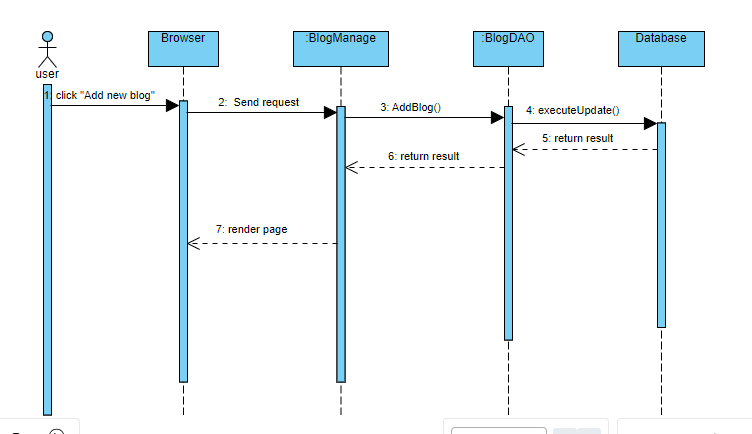 Browser
:BlogManage
:BlogDAO
Database
user
1: click "Add new blog"
2: Send request
3: AddBlog()
4: executeUpdate()
5: return result
6: return result
7: render page